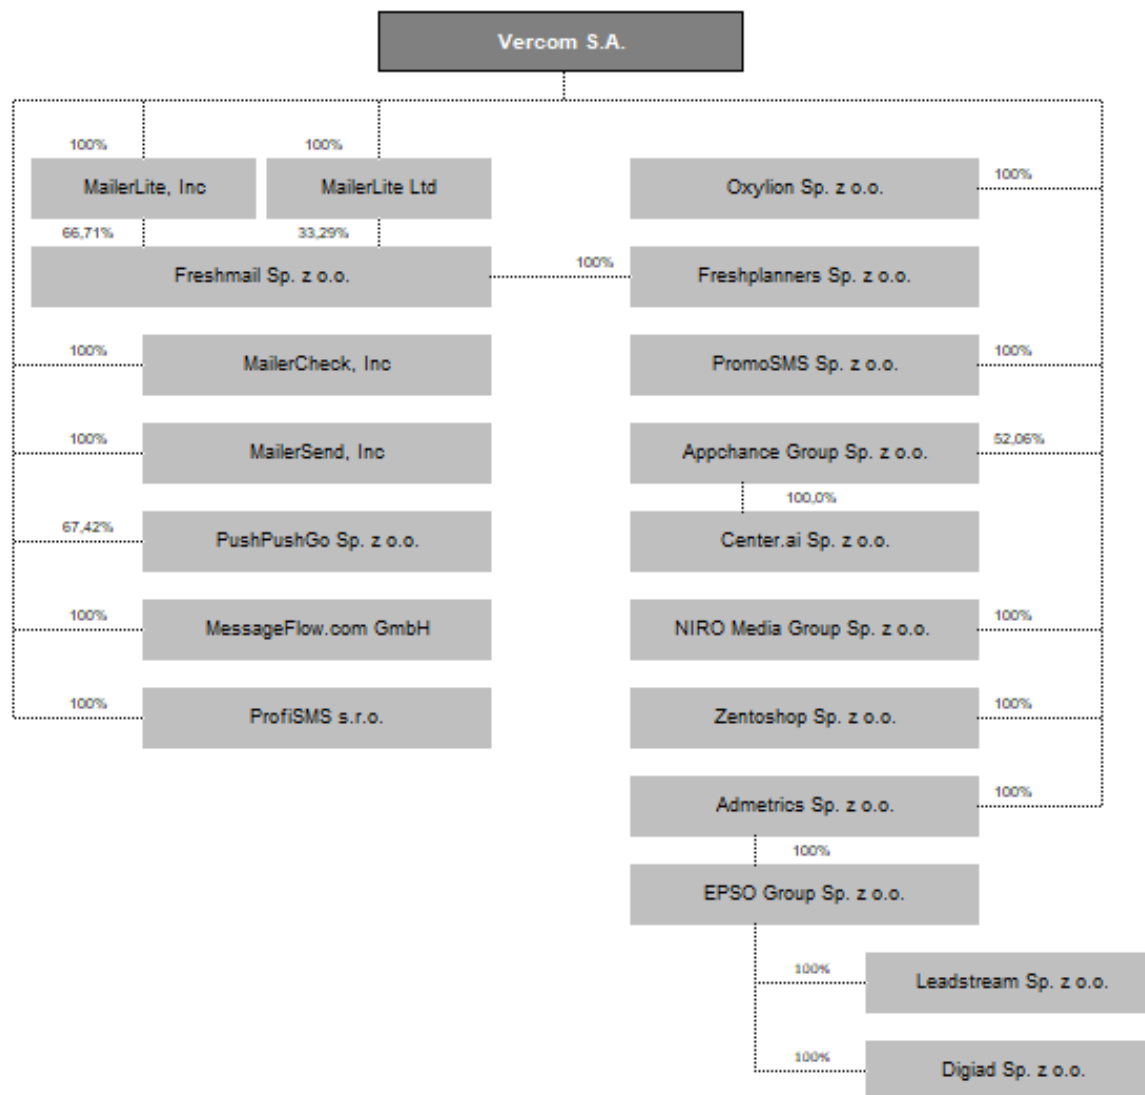 Vercom S.A.
100%
100%
MailerLite, Inc
MailerLite Ltd
Oxylion Sp. z o.o.
100%
66,71%
33,29%
Freshmail Sp. z o.o.
100%
Freshplanners Sp. z o.o.
100%
MailerCheck, Inc
PromoSMS Sp. z o.o.
100%
100%
MailerSend, Inc
Appchance Group Sp. z o.o.
52,06%
100,0%
67,42%
PushPushGo Sp. z o.o.
Center.ai Sp. z o.o.
100%
MessageFlow.com GmbH
NIRO Media Group Sp. z o.o.
100%
100%
ProfiSMS s.r.o.
Zentoshop Sp. z o.o.
100%
Admetrics Sp. z o.o.
100%
100%
EPSO Group Sp. z o.o.
100%
Leadstream Sp. z o.o.
100%
Digiad Sp. z o.o.